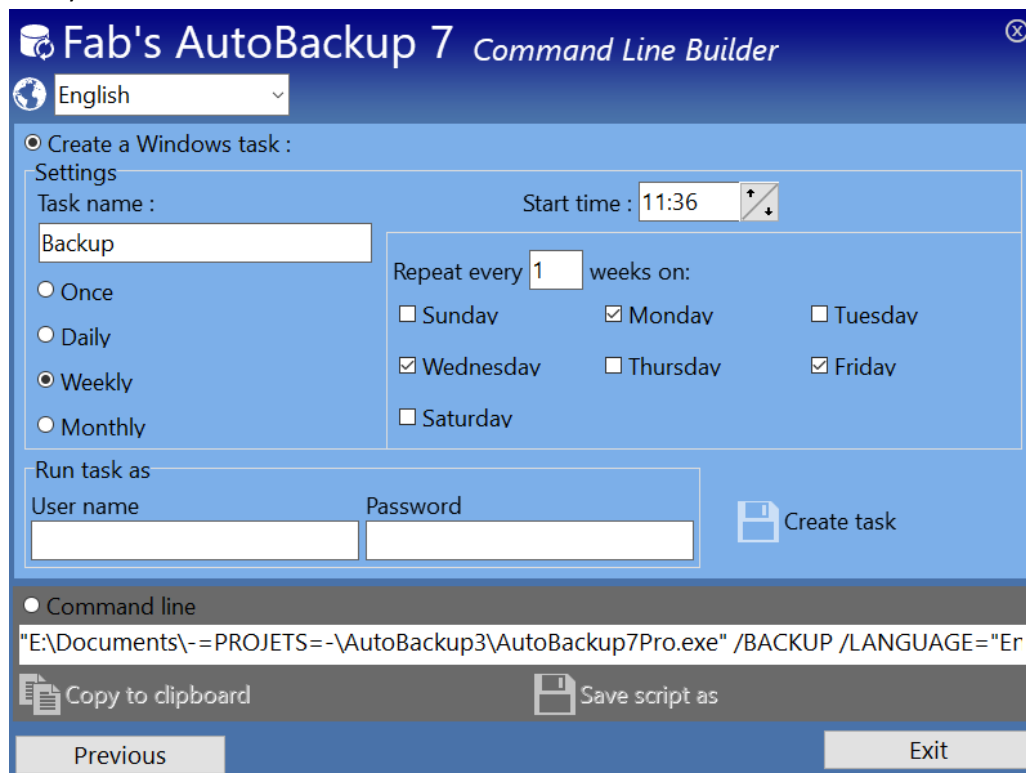 Fab's AutoBackup 7 Command Line Builder
English
Create a Windows task :
Settings
Task name :
Start time : 11:36
Backup
Repeat every 1 weeks on:
Once
Sunday Monday Tuesday
Daily
Wednesday Thursday Friday
Weekly
Saturday
Monthly
Run task as
User name Password
Create task
Command line
"E:\Documents\-=PROJETS=-\AutoBackup3\AutoBackup7Pro.exe" /BACKUP /LANGUAGE="En
Copy to clipboard Save script as
Previous Exit